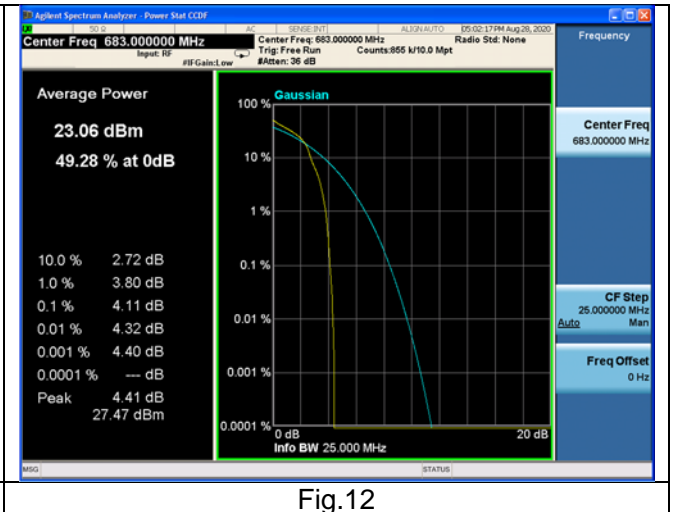 Agilent Spectrum Analyzer - Power Stat CCDF
50 Ω AC SENSE:INT ALIGNAUTO 05:02:17 PM Aug 28, 2020
Center Freq 683.000000 MHz
Input: RF
#IFGain:Low
Center Freq: 683.000000 MHz Radio Std: None
Trig: Free Run Counts:855 k/10.0 Mpt
#Atten: 36 dB
Frequency
Average Power
23.06 dBm
49.28 % at 0dB
10.0 % 2.72 dB
1.0 % 3.80 dB
0.1 % 4.11 dB
0.01 % 4.32 dB
0.001 % 4.40 dB
0.0001 % --- dB
Peak 4.41 dB
27.47 dBm
Gaussian
100 %
10 %
1 %
0.1 %
0.01 %
0.001 %
0.0001 %
0 dB 20 dB
Info BW 25.000 MHz
Center Freq
683.000000 MHz
CF Step
25.000000 MHz
Auto Man
Freq Offset
0 Hz
MSG STATUS
Fig.12